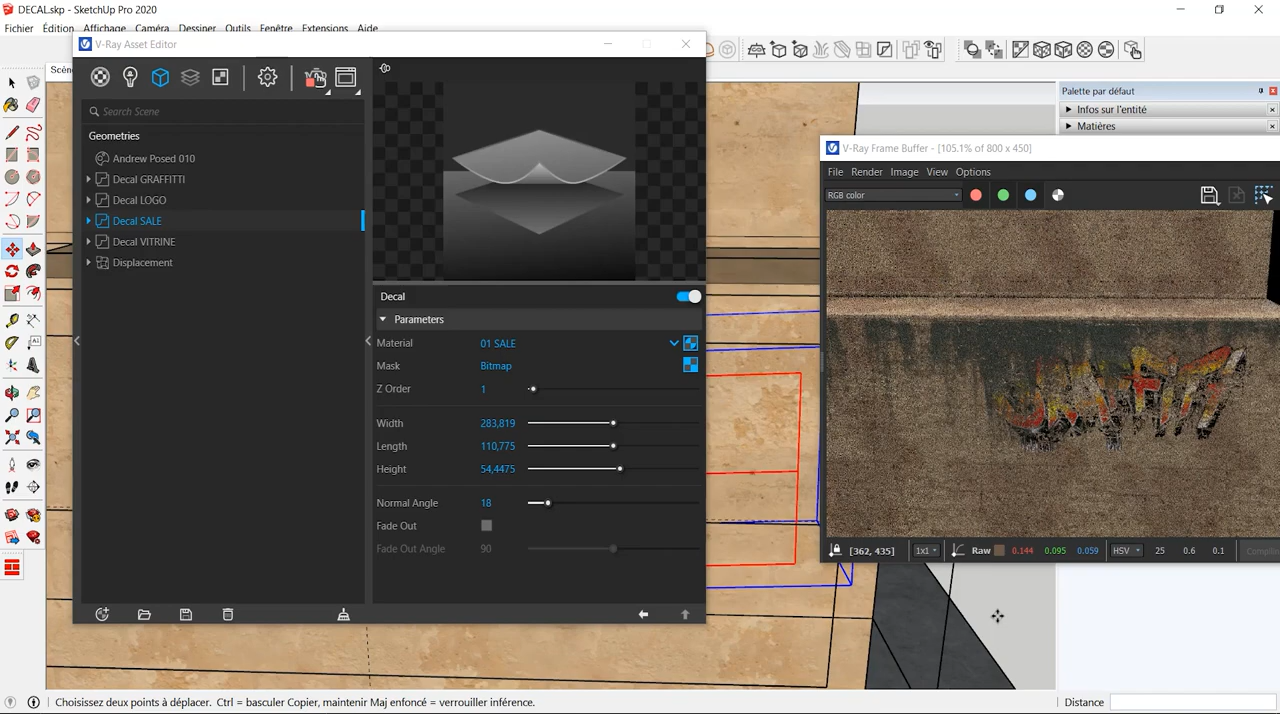 DECAL.skp - SketchUp Pro 2020
Fichier Édition Affichage Caméra Dessiner Outils Fenêtre Extensions Aide
V-Ray Asset Editor
Search Scene
Geometries
Andrew Posed 010
Decal GRAFFITTI
Decal LOGO
Decal SALE
Decal VITRINE
Displacement
Decal
Parameters
Material 01 SALE
Mask Bitmap
Z Order 1
Width 283,819
Length 110,775
Height 54,4475
Normal Angle 18
Fade Out
Fade Out Angle 90
Palette par défaut
Infos sur l'entité
Matières
V-Ray Frame Buffer - [105.1% of 800 x 450]
File Render Image View Options
RGB color
[362, 435] 1x1 Raw 0.144 0.095 0.059 HSV 25 0.6 0.1
Choisissez deux points à déplacer. Ctrl = basculer Copier, maintenir Maj enfoncé = verrouiller inférence.
Distance